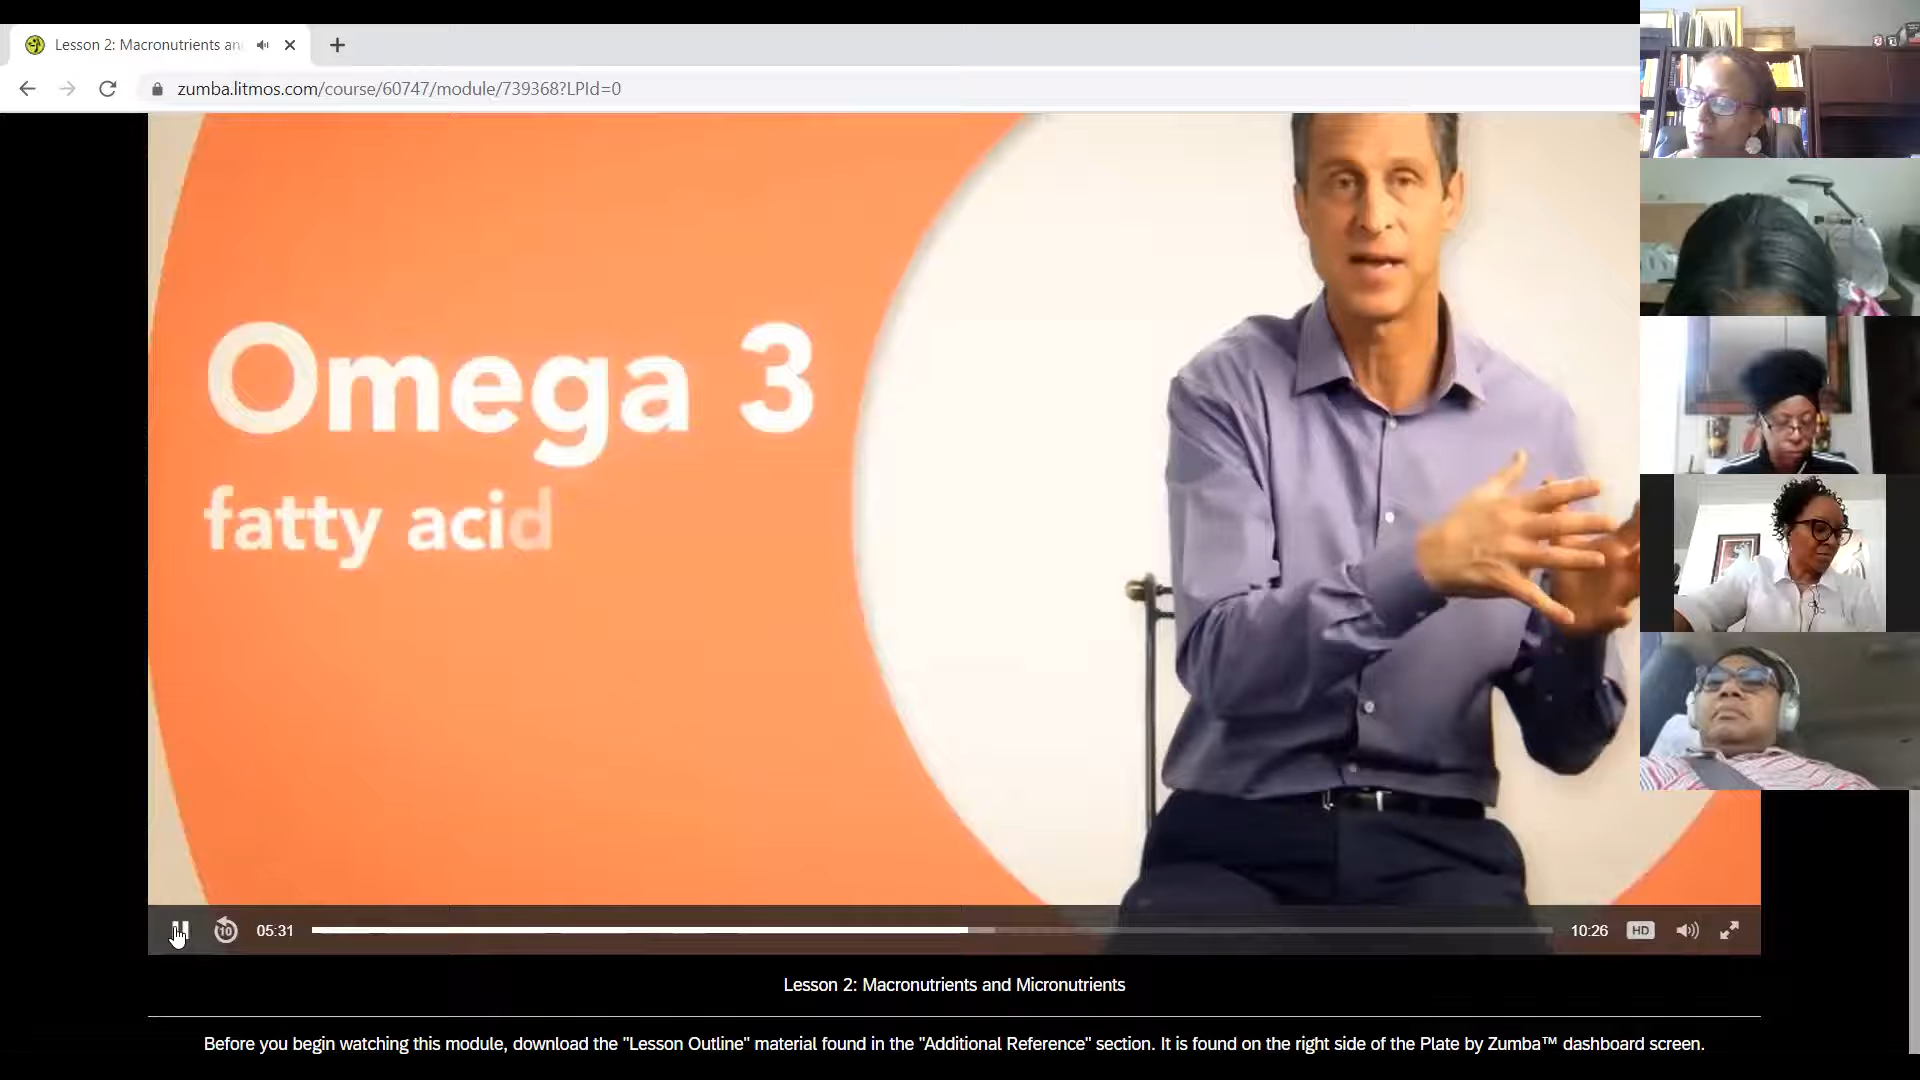 Lesson 2: Macronutrients an
zumba.litmos.com/course/60747/module/739368?LPId=0
Omega 3
fatty acid
10
05:31
10:26
HD
Lesson 2: Macronutrients and Micronutrients
Before you begin watching this module, download the "Lesson Outline" material found in the "Additional Reference" section. It is found on the right side of the Plate by Zumba™ dashboard screen.